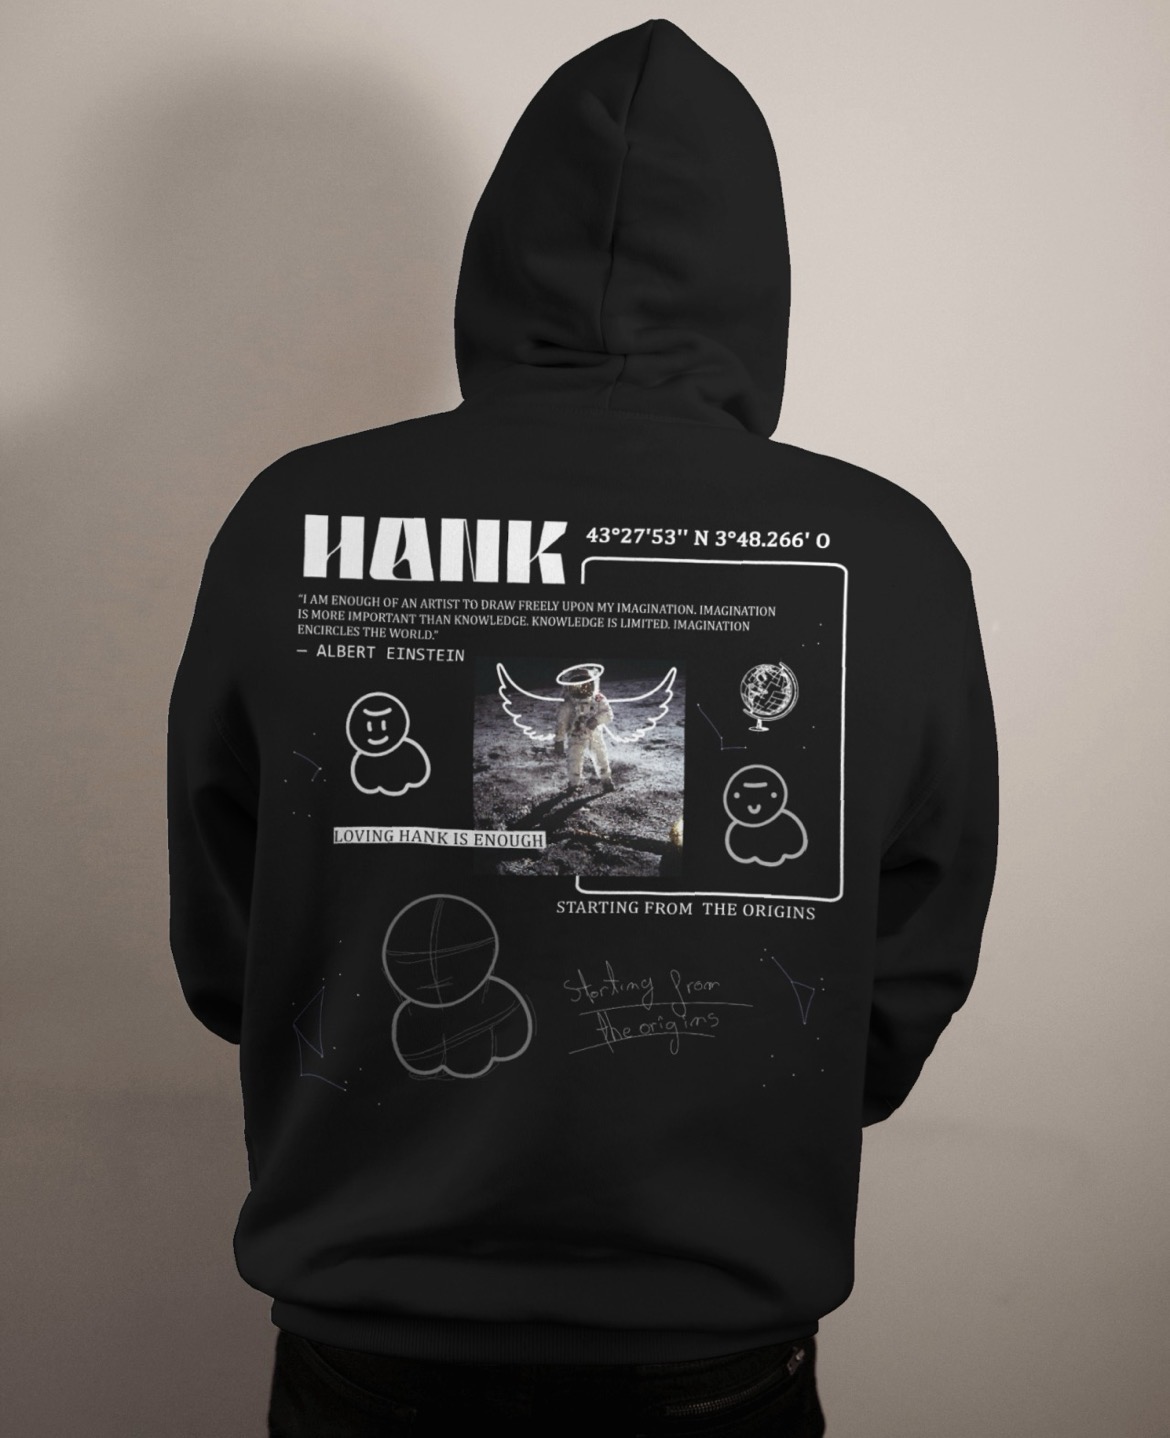 HANK
43°27'53'' N 3°48.266' O
"I AM ENOUGH OF AN ARTIST TO DRAW FREELY UPON MY IMAGINATION. IMAGINATION
IS MORE IMPORTANT THAN KNOWLEDGE. KNOWLEDGE IS LIMITED. IMAGINATION
ENCIRCLES THE WORLD."
— ALBERT EINSTEIN
LOVING HANK IS ENOUGH
STARTING FROM THE ORIGINS
Starting from
the origins